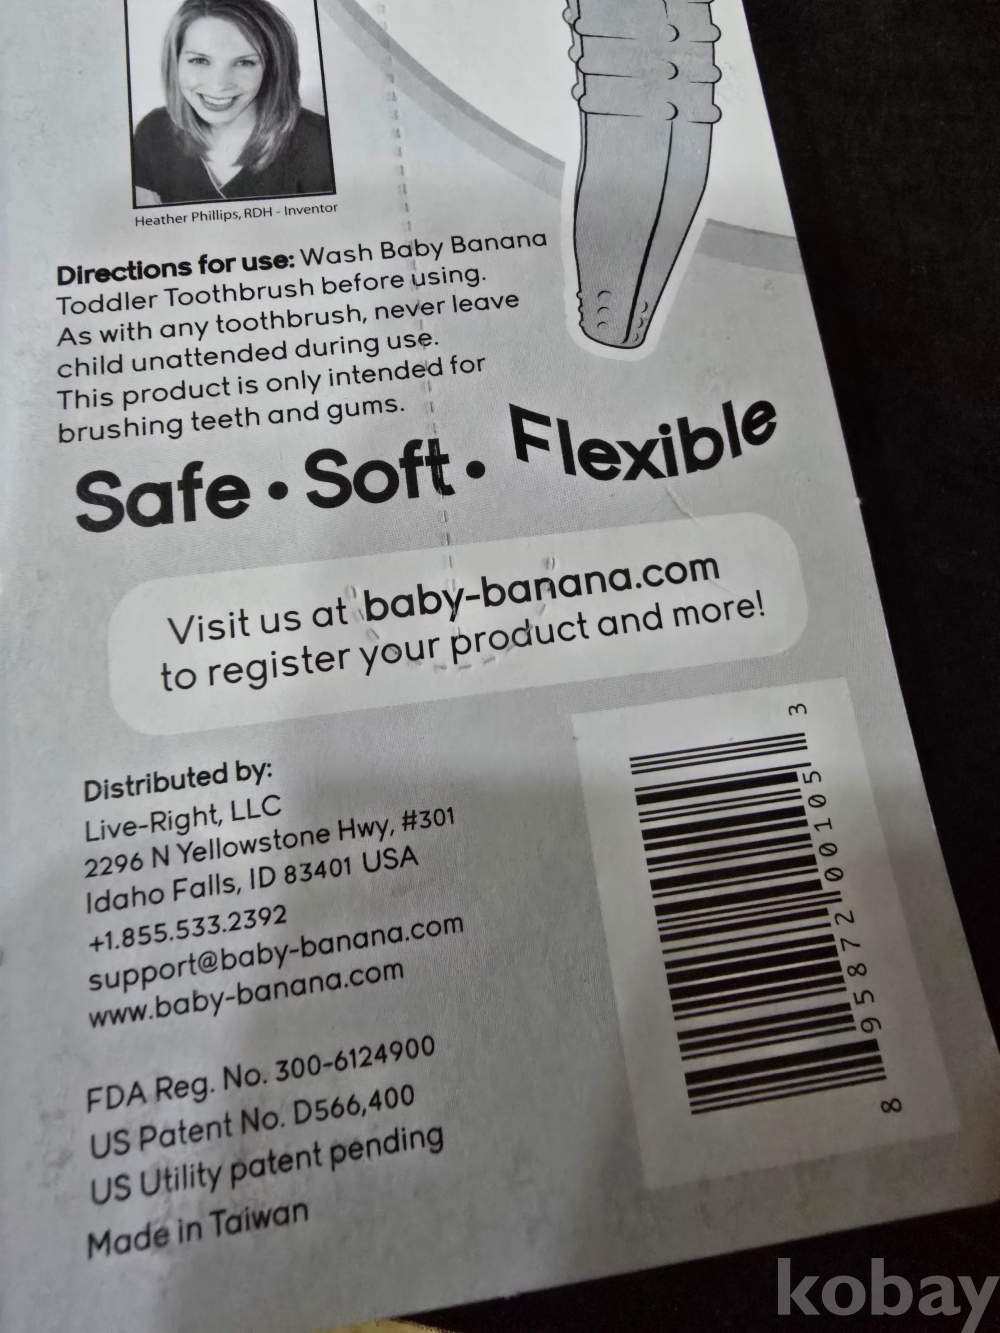 Heather Phillips, RDH - Inventor
Directions for use: Wash Baby Banana
Toddler Toothbrush before using.
As with any toothbrush, never leave
child unattended during use.
This product is only intended for
brushing teeth and gums.
Safe • Soft • Flexible
Visit us at baby-banana.com
to register your product and more!
Distributed by:
Live-Right, LLC
2296 N Yellowstone Hwy, #301
Idaho Falls, ID 83401 USA
+1.855.533.2392
support@baby-banana.com
www.baby-banana.com
FDA Reg. No. 300-6124900
US Patent No. D566,400
US Utility patent pending
Made in Taiwan
8 95872 00105 3
kobay